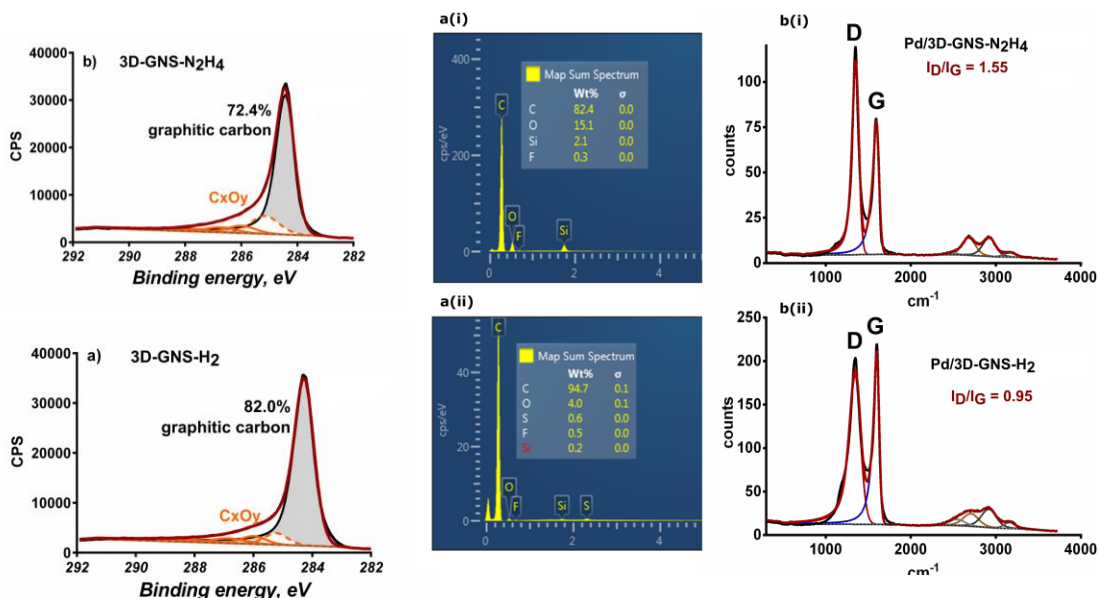 b) 3D-GNS-N2H4
40000
30000
20000
10000
0
CPS
72.4%
graphitic carbon
CxOy
292 290 288 286 284 282
Binding energy, eV
a) 3D-GNS-H2
40000
30000
20000
10000
0
CPS
82.0%
graphitic carbon
CxOy
292 290 288 286 284 282
Binding energy, eV
a(i)
cps/eV
400
200
0
Map Sum Spectrum
Wt% σ
C 82.4 0.0
O 15.1 0.0
Si 2.1 0.0
F 0.3 0.0
C
O
F
Si
0 2 4
a(ii)
cps/eV
40
20
0
Map Sum Spectrum
Wt% σ
C 94.7 0.1
O 4.0 0.1
S 0.6 0.0
F 0.5 0.0
Si 0.2 0.0
C
O
F
Si
S
0 2 4
b(i)
D
G
Pd/3D-GNS-N2H4
ID/IG = 1.55
100
75
50
25
0
counts
1000 2000 3000 4000
cm-1
b(ii)
D
G
Pd/3D-GNS-H2
ID/IG = 0.95
250
200
150
100
50
0
counts
1000 2000 3000 4000
cm-1